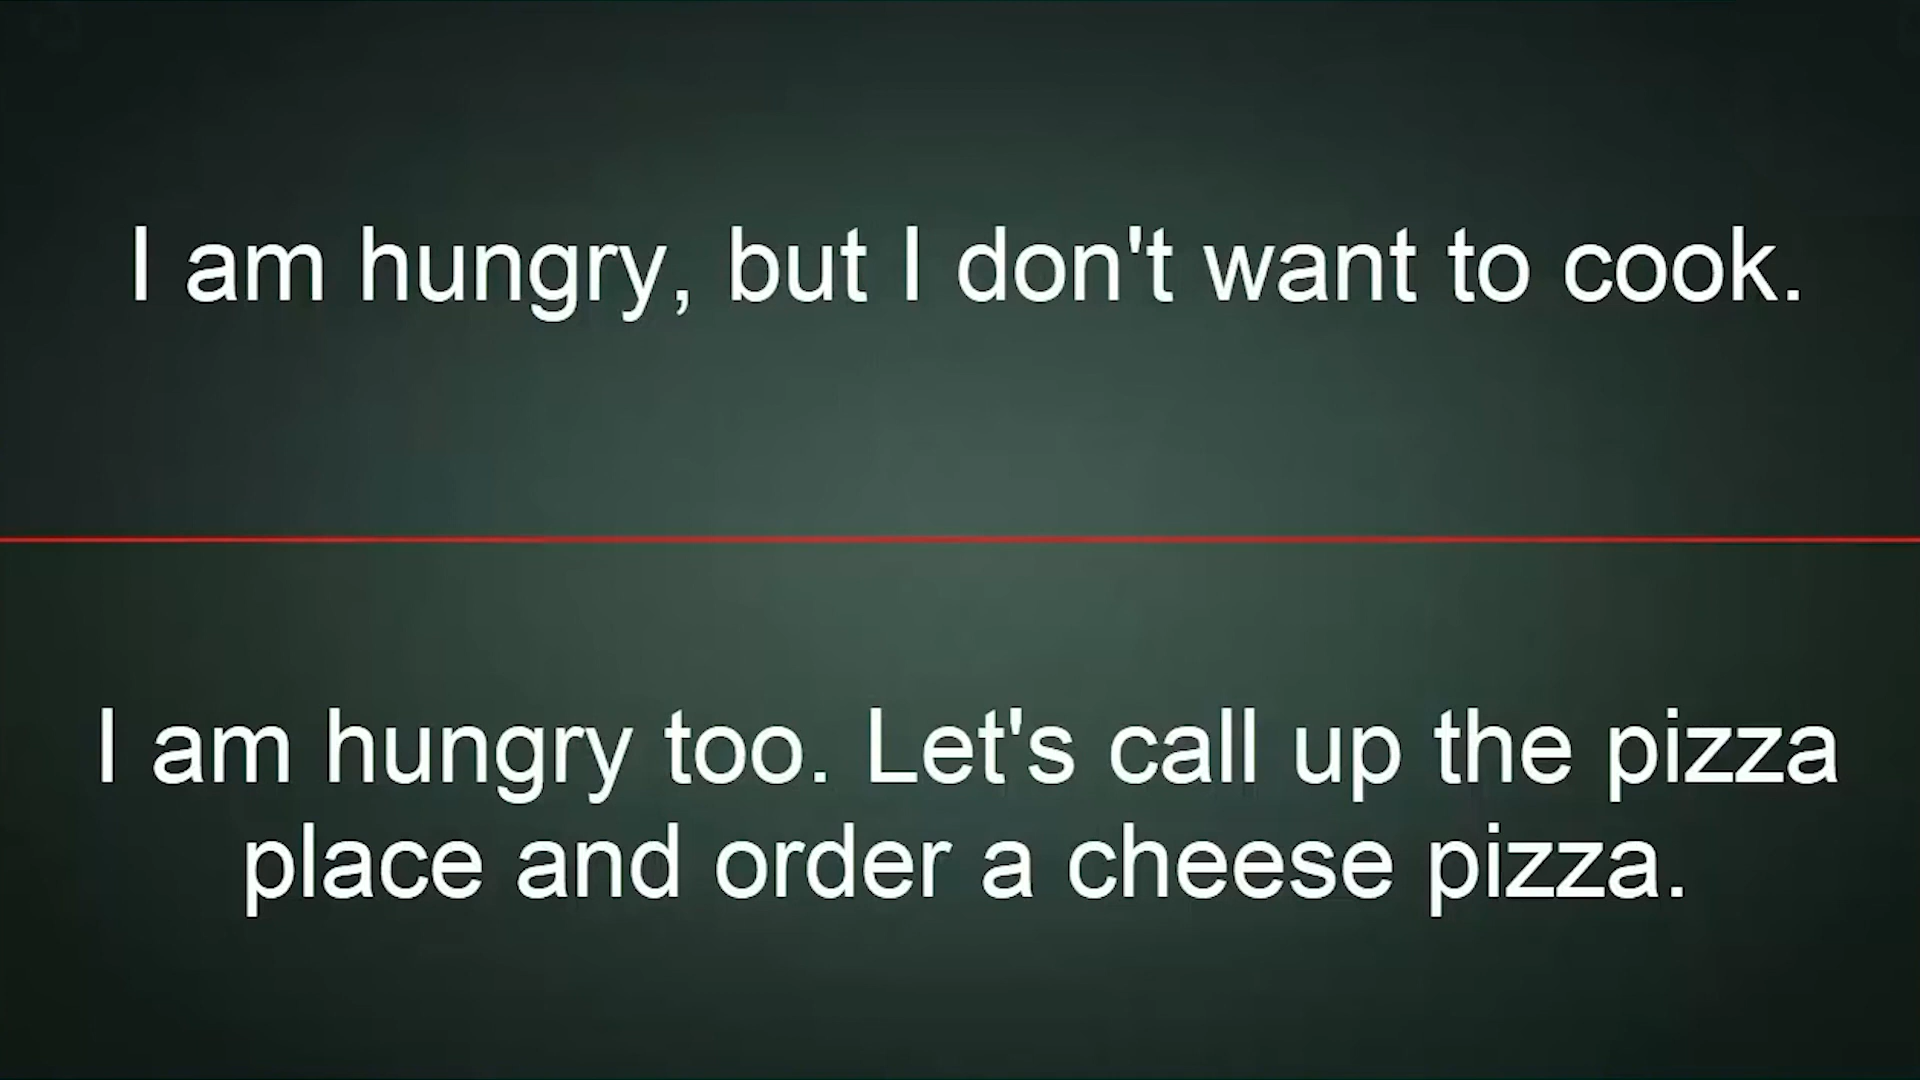 I am hungry, but I don't want to cook.
I am hungry too. Let's call up the pizza
place and order a cheese pizza.